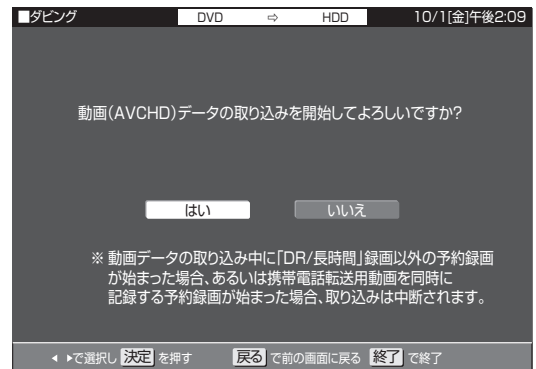 ■ダビング DVD ⇨ HDD 10/1[金]午後2:09
動画(AVCHD)データの取り込みを開始してよろしいですか?
はい いいえ
※ 動画データの取り込み中に「DR/長時間」録画以外の予約録画
が始まった場合、あるいは携帯電話転送用動画を同時に
記録する予約録画が始まった場合、取り込みは中断されます。
◀ ▶で選択し 決定 を押す 戻る で前の画面に戻る 終了 で終了